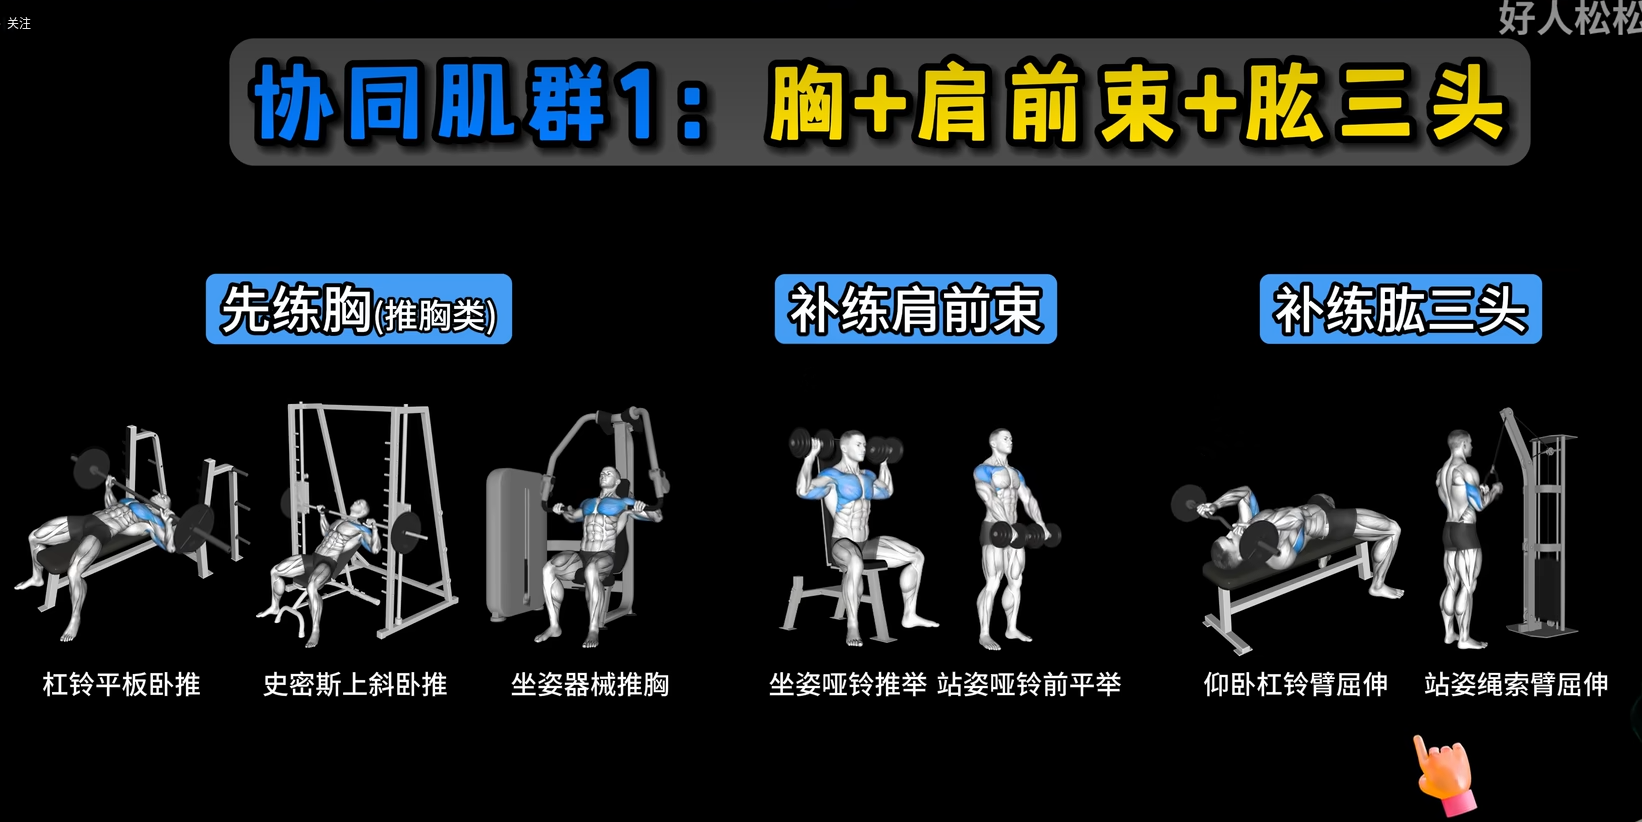 关注
好人松松
协同肌群1：胸+肩前束+肱三头
先练胸(推胸类)
补练肩前束
补练肱三头
杠铃平板卧推
史密斯上斜卧推
坐姿器械推胸
坐姿哑铃推举
站姿哑铃前平举
仰卧杠铃臂屈伸
站姿绳索臂屈伸